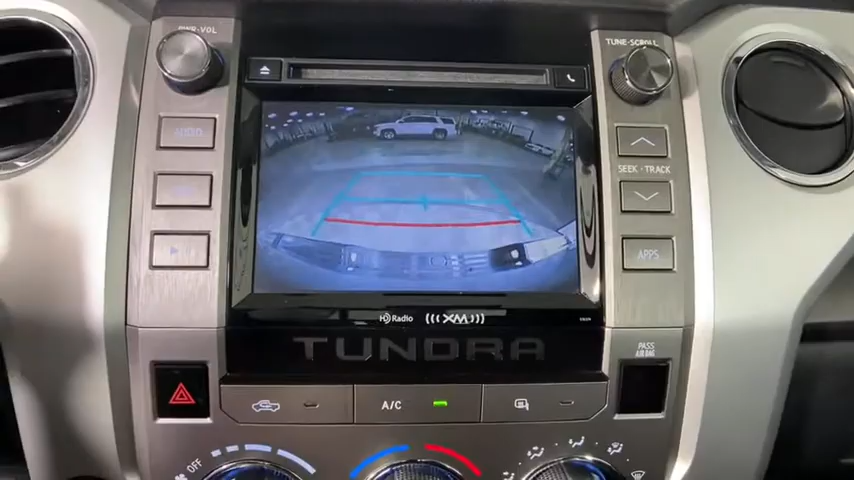 PWR·VOL
TUNE·SCROLL
AUDIO
SEEK·TRACK
APPS
HD Radio
((( XM )))
TUNDRA
PASS
AIR BAG
A/C
OFF